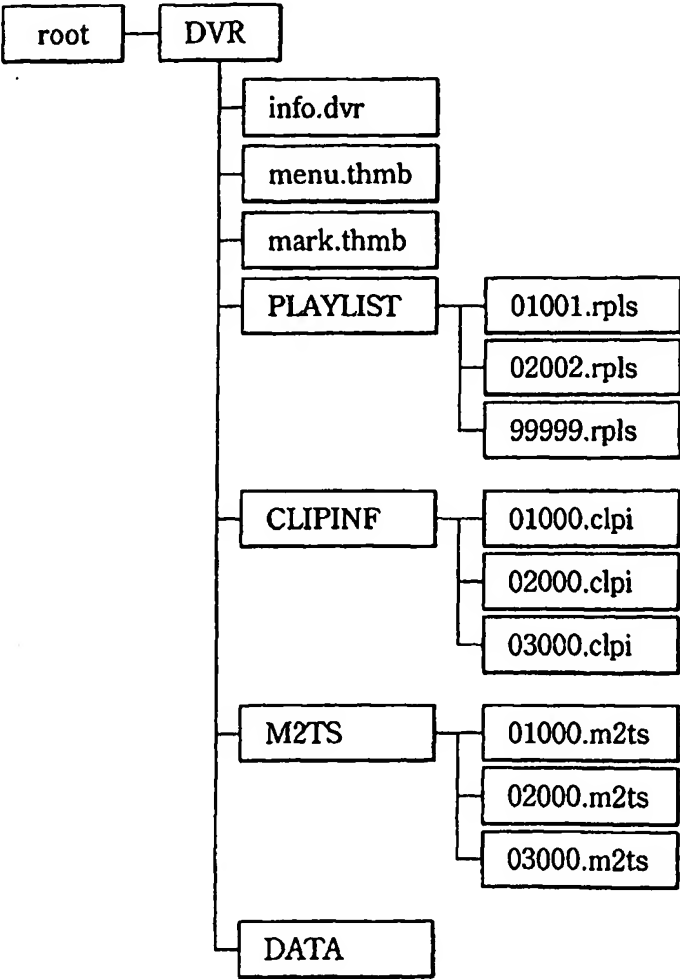 root
DVR
info.dvr
menu.thmb
mark.thmb
PLAYLIST
01001.rpls
02002.rpls
99999.rpls
CLIPINF
01000.clpi
02000.clpi
03000.clpi
M2TS
01000.m2ts
02000.m2ts
03000.m2ts
DATA